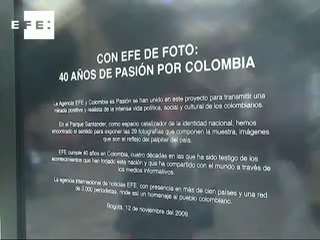 EFE:
CON EFE DE FOTO:
40 AÑOS DE PASIÓN POR COLOMBIA
La Agencia EFE y Colombia es Pasión se han unido en este proyecto para transmitir una
mirada positiva y realista de la intensa vida política, social y cultural de los colombianos.
En el Parque Santander, como espacio catalizador de la identidad nacional, hemos
encontrado el sentido para exponer las 29 fotografías que componen la muestra, imágenes
que son el reflejo del palpitar del país.
EFE cumple 40 años en Colombia, cuatro décadas en las que ha sido testigo de los
acontecimientos que han forjado esta nación y que ha compartido con el mundo a través de
los medios informativos.
La agencia internacional de noticias EFE, con presencia en más de cien países y una red
de 3.000 periodistas, rinde así un homenaje al pueblo colombiano.
Bogotá, 12 de noviembre del 2009.